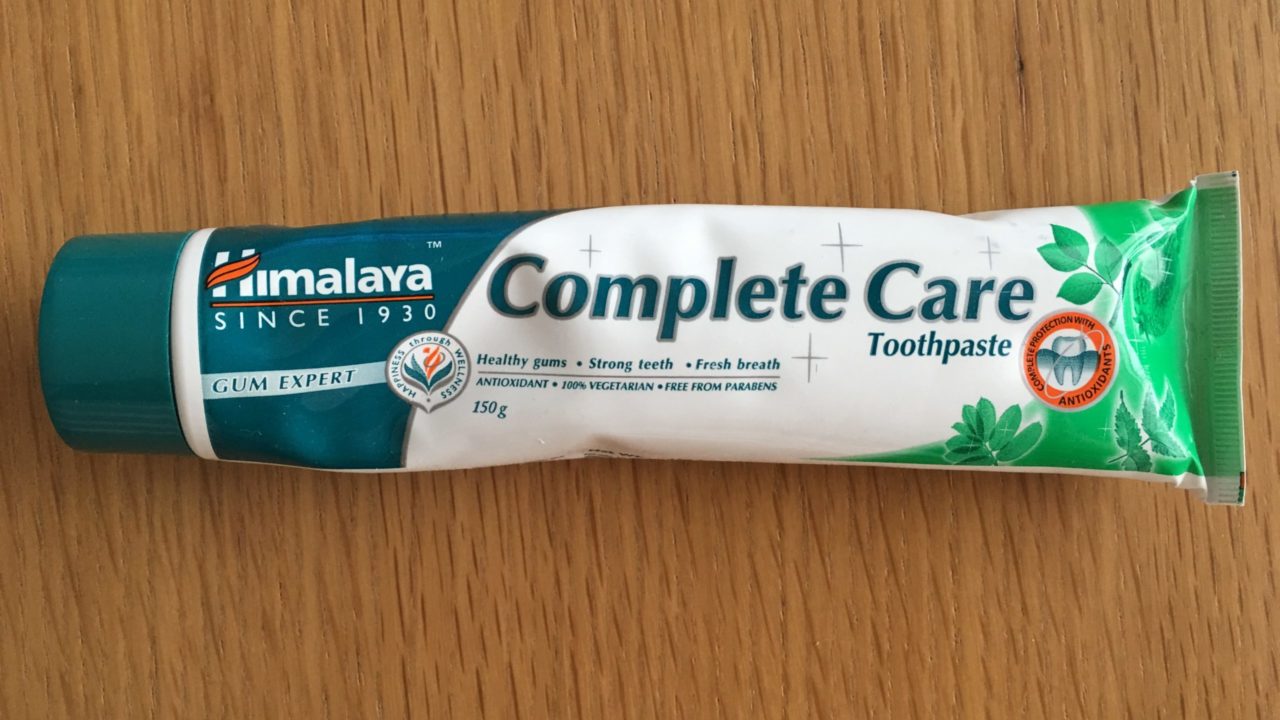 Himalaya™
SINCE 1930
GUM EXPERT
HAPPINESS through WELLNESS
Complete Care
Toothpaste
Healthy gums • Strong teeth • Fresh breath
ANTIOXIDANT • 100% VEGETARIAN • FREE FROM PARABENS
150g
COMPLETE PROTECTION WITH
ANTIOXIDANTS